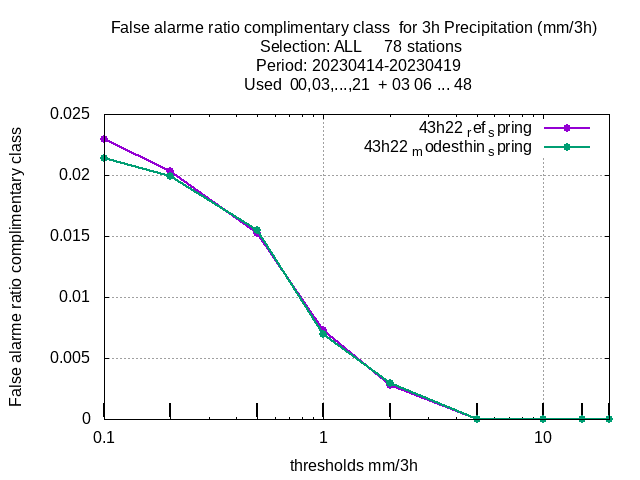 False alarme ratio complimentary class  for 3h Precipitation (mm/3h)
Selection: ALL     78 stations
Period: 20230414-20230419
Used  00,03,...,21  + 03 06 ... 48
43h22 ref spring
43h22 modesthin spring
False alarme ratio complimentary class
0.025
0.02
0.015
0.01
0.005
0
0.1 1 10
thresholds mm/3h